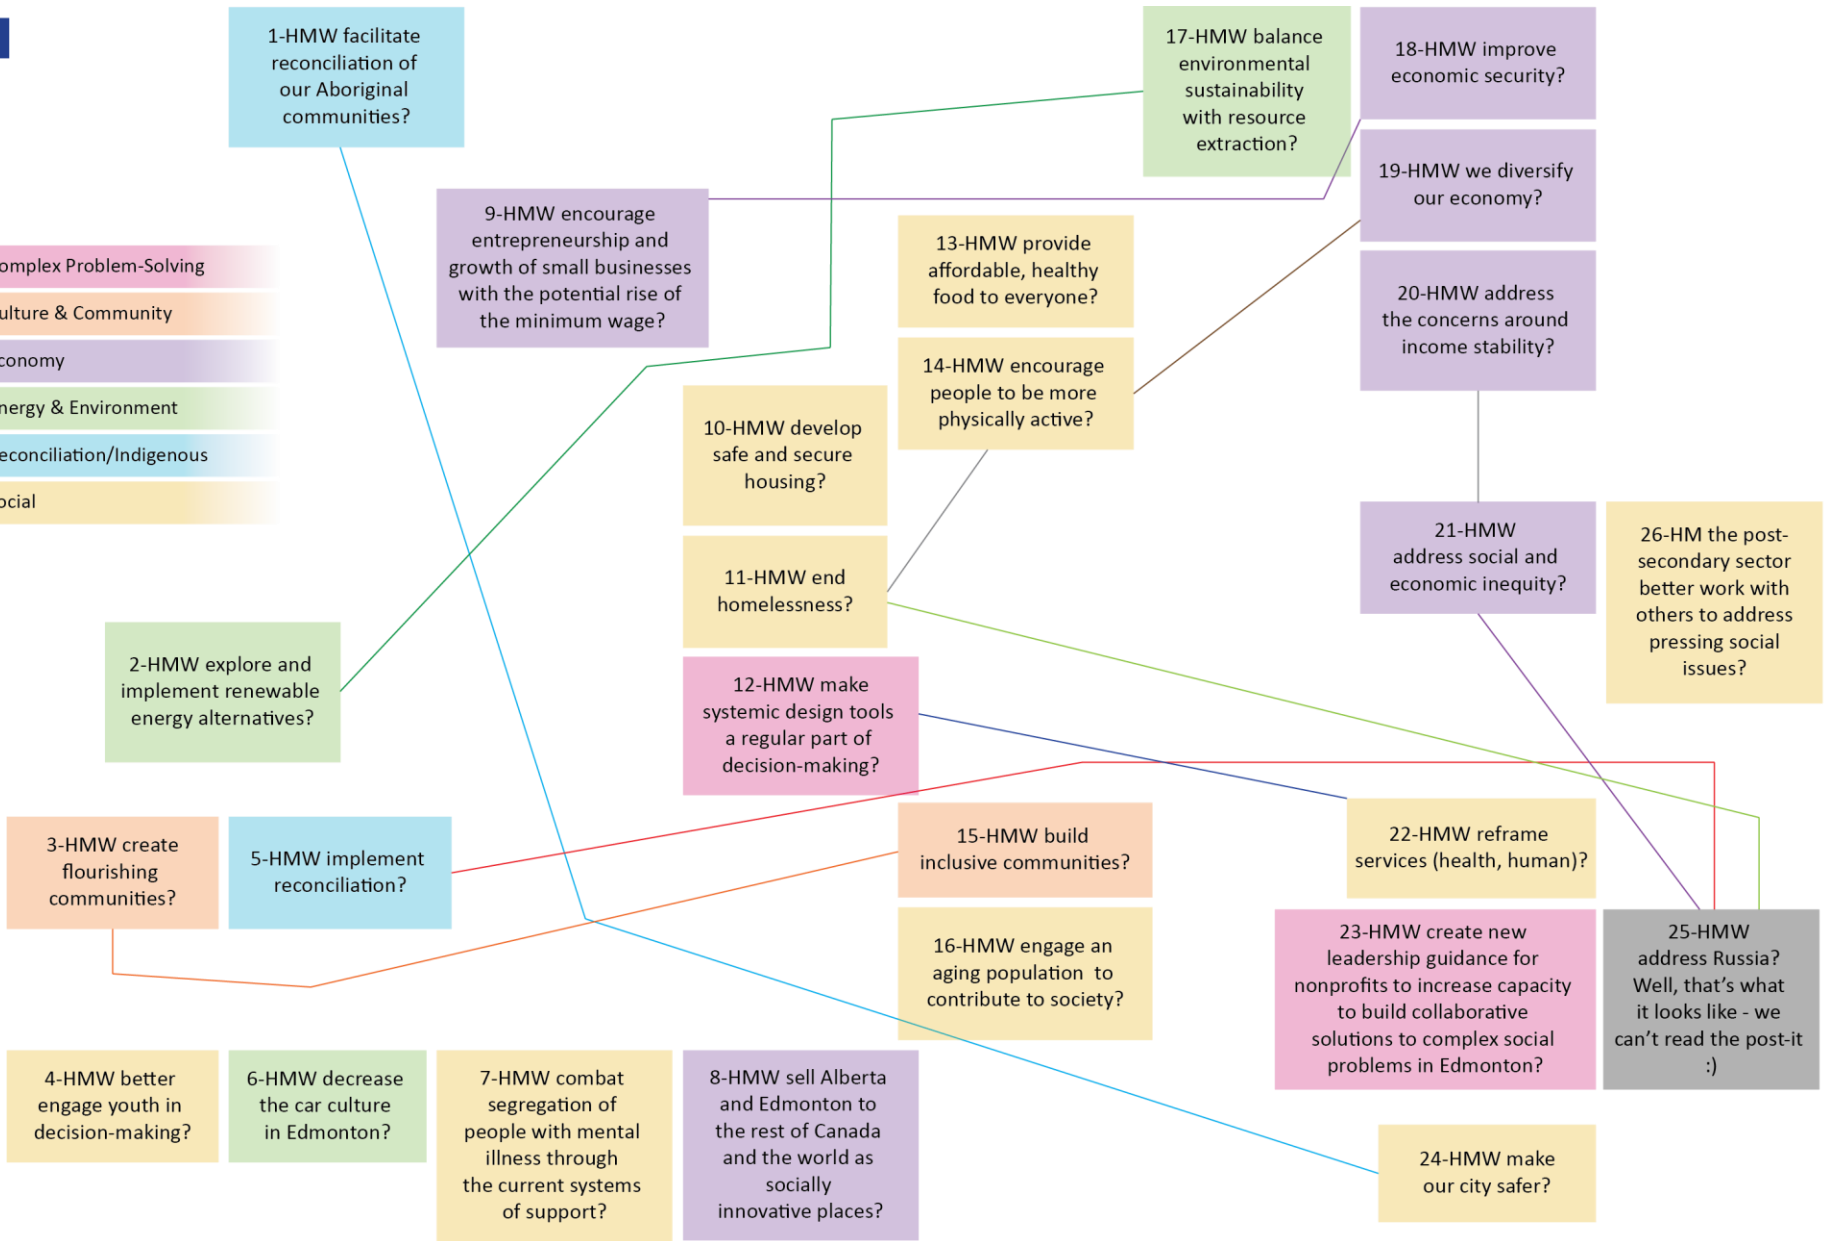 1-HMW facilitate
reconciliation of
our Aboriginal
communities?
17-HMW balance
environmental
sustainability
with resource
extraction?
18-HMW improve
economic security?
19-HMW we diversify
our economy?
9-HMW encourage
entrepreneurship and
growth of small businesses
with the potential rise of
the minimum wage?
13-HMW provide
affordable, healthy
food to everyone?
20-HMW address
the concerns around
income stability?
omplex Problem-Solving
ulture & Community
conomy
nergy & Environment
econciliation/Indigenous
ocial
14-HMW encourage
people to be more
physically active?
10-HMW develop
safe and secure
housing?
11-HMW end
homelessness?
21-HMW
address social and
economic inequity?
26-HM the post-
secondary sector
better work with
others to address
pressing social
issues?
2-HMW explore and
implement renewable
energy alternatives?
12-HMW make
systemic design tools
a regular part of
decision-making?
3-HMW create
flourishing
communities?
5-HMW implement
reconciliation?
15-HMW build
inclusive communities?
22-HMW reframe
services (health, human)?
16-HMW engage an
aging population to
contribute to society?
23-HMW create new
leadership guidance for
nonprofits to increase capacity
to build collaborative
solutions to complex social
problems in Edmonton?
25-HMW
address Russia?
Well, that's what
it looks like - we
can't read the post-it
:)
4-HMW better
engage youth in
decision-making?
6-HMW decrease
the car culture
in Edmonton?
7-HMW combat
segregation of
people with mental
illness through
the current systems
of support?
8-HMW sell Alberta
and Edmonton to
the rest of Canada
and the world as
socially
innovative places?
24-HMW make
our city safer?